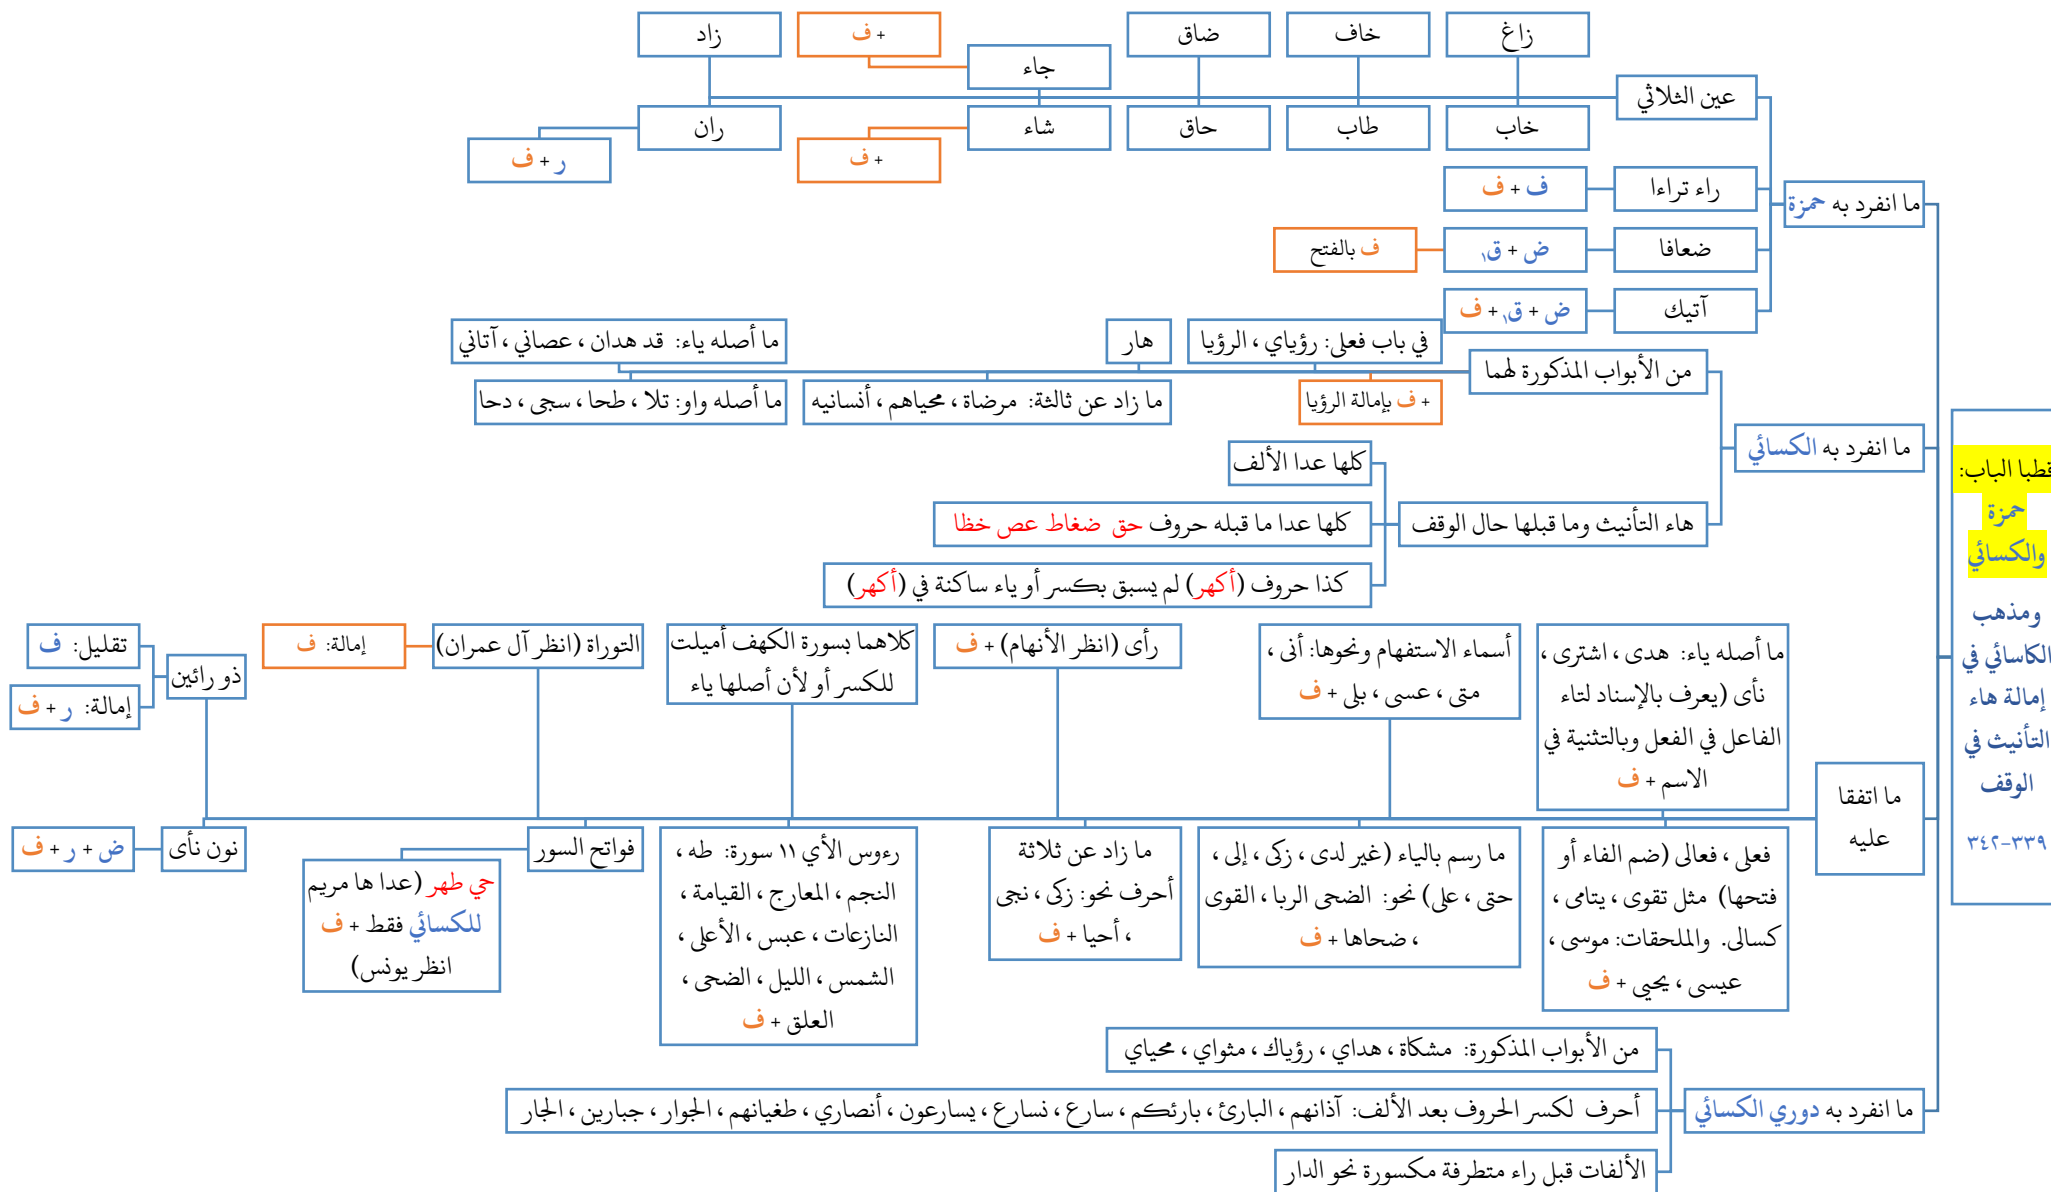 قطبا الباب:
حمزة
والكسائي
ومذهب
الكاسائي في
إمالة هاء
التأنيث في
الوقف
٣٣٩-٣٤٢
ما انفرد به حمزة
عين الثلاثي
زاغ
خاف
ضاق
جاء
+ ف
زاد
خاب
طاب
حاق
شاء
+ ف
ران
ر + ف
راء تراءا
ف + ف
ضعافا
ض + ق١
ف بالفتح
آتيك
ض + ق١ + ف
ما انفرد به الكسائي
من الأبواب المذكورة لهما
في باب فعلى: رؤياي ، الرؤيا
+ ف بإمالة الرؤيا
هار
ما زاد عن ثالثة: مرضاة ، محياهم ، أنسانيه
ما أصله ياء: قد هدان ، عصاني ، آتاني
ما أصله واو: تلا ، طحا ، سجى ، دحا
هاء التأنيث وما قبلها حال الوقف
كلها عدا الألف
كلها عدا ما قبله حروف حق ضغاط عص خظا
كذا حروف (أكهر) لم يسبق بكسر أو ياء ساكنة في (أكهر)
ما اتفقا
عليه
ما أصله ياء: هدى ، اشترى ،
نأى (يعرف بالإسناد لتاء
الفاعل في الفعل وبالتثنية في
الاسم + ف
أسماء الاستفهام ونحوها: أنى ،
متى ، عسى ، بلى + ف
رأى (انظر الأنهام) + ف
كلاهما بسورة الكهف أميلت
للكسر أو لأن أصلها ياء
التوراة (انظر آل عمران)
إمالة: ف
ذو رائين
تقليل: ف
إمالة: ر + ف
فعلى ، فعالى (ضم الفاء أو
فتحها) مثل تقوى ، يتامى ،
كسالى. والملحقات: موسى ،
عيسى ، يحيى + ف
ما رسم بالياء (غير لدى ، زكى ، إلى ،
حتى ، على) نحو: الضحى الربا ، القوى
، ضحاها + ف
ما زاد عن ثلاثة
أحرف نحو: زكى ، نجى
، أحيا + ف
رءوس الأي ١١ سورة: طه ،
النجم ، المعارج ، القيامة ،
النازعات ، عبس ، الأعلى ،
الشمس ، الليل ، الضحى ،
العلق + ف
فواتح السور
حي طهر (عدا ها مريم
للكسائي فقط + ف
انظر يونس)
نون نأى
ض + ر + ف
ما انفرد به دوري الكسائي
من الأبواب المذكورة: مشكاة ، هداي ، رؤياك ، مثواي ، محياي
أحرف لكسر الحروف بعد الألف: آذانهم ، البارئ ، بارئكم ، سارع ، نسارع ، يسارعون ، أنصاري ، طغيانهم ، الجوار ، جبارين ، الجار
الألفات قبل راء متطرفة مكسورة نحو الدار